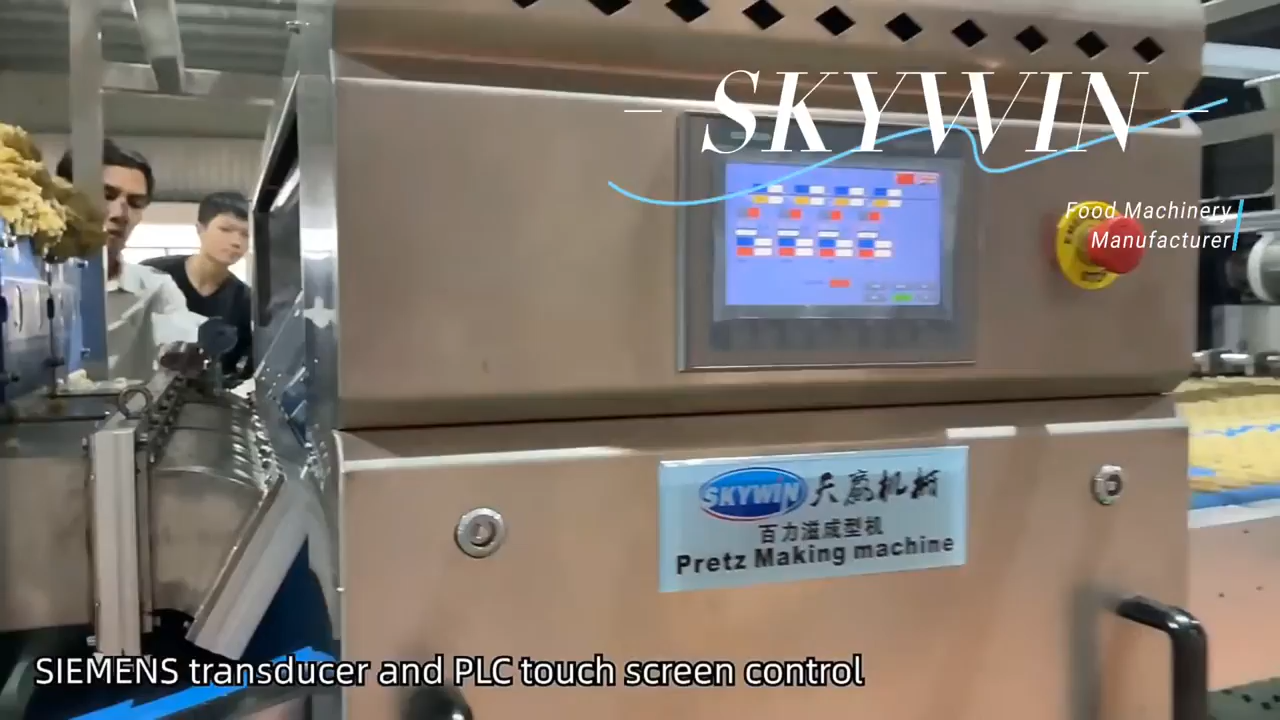 SKYWIN
Food Machinery
Manufacturer
SKYWIN 天赢机械
百力滋成型机
Pretz Making machine
SIEMENS transducer and PLC touch screen control